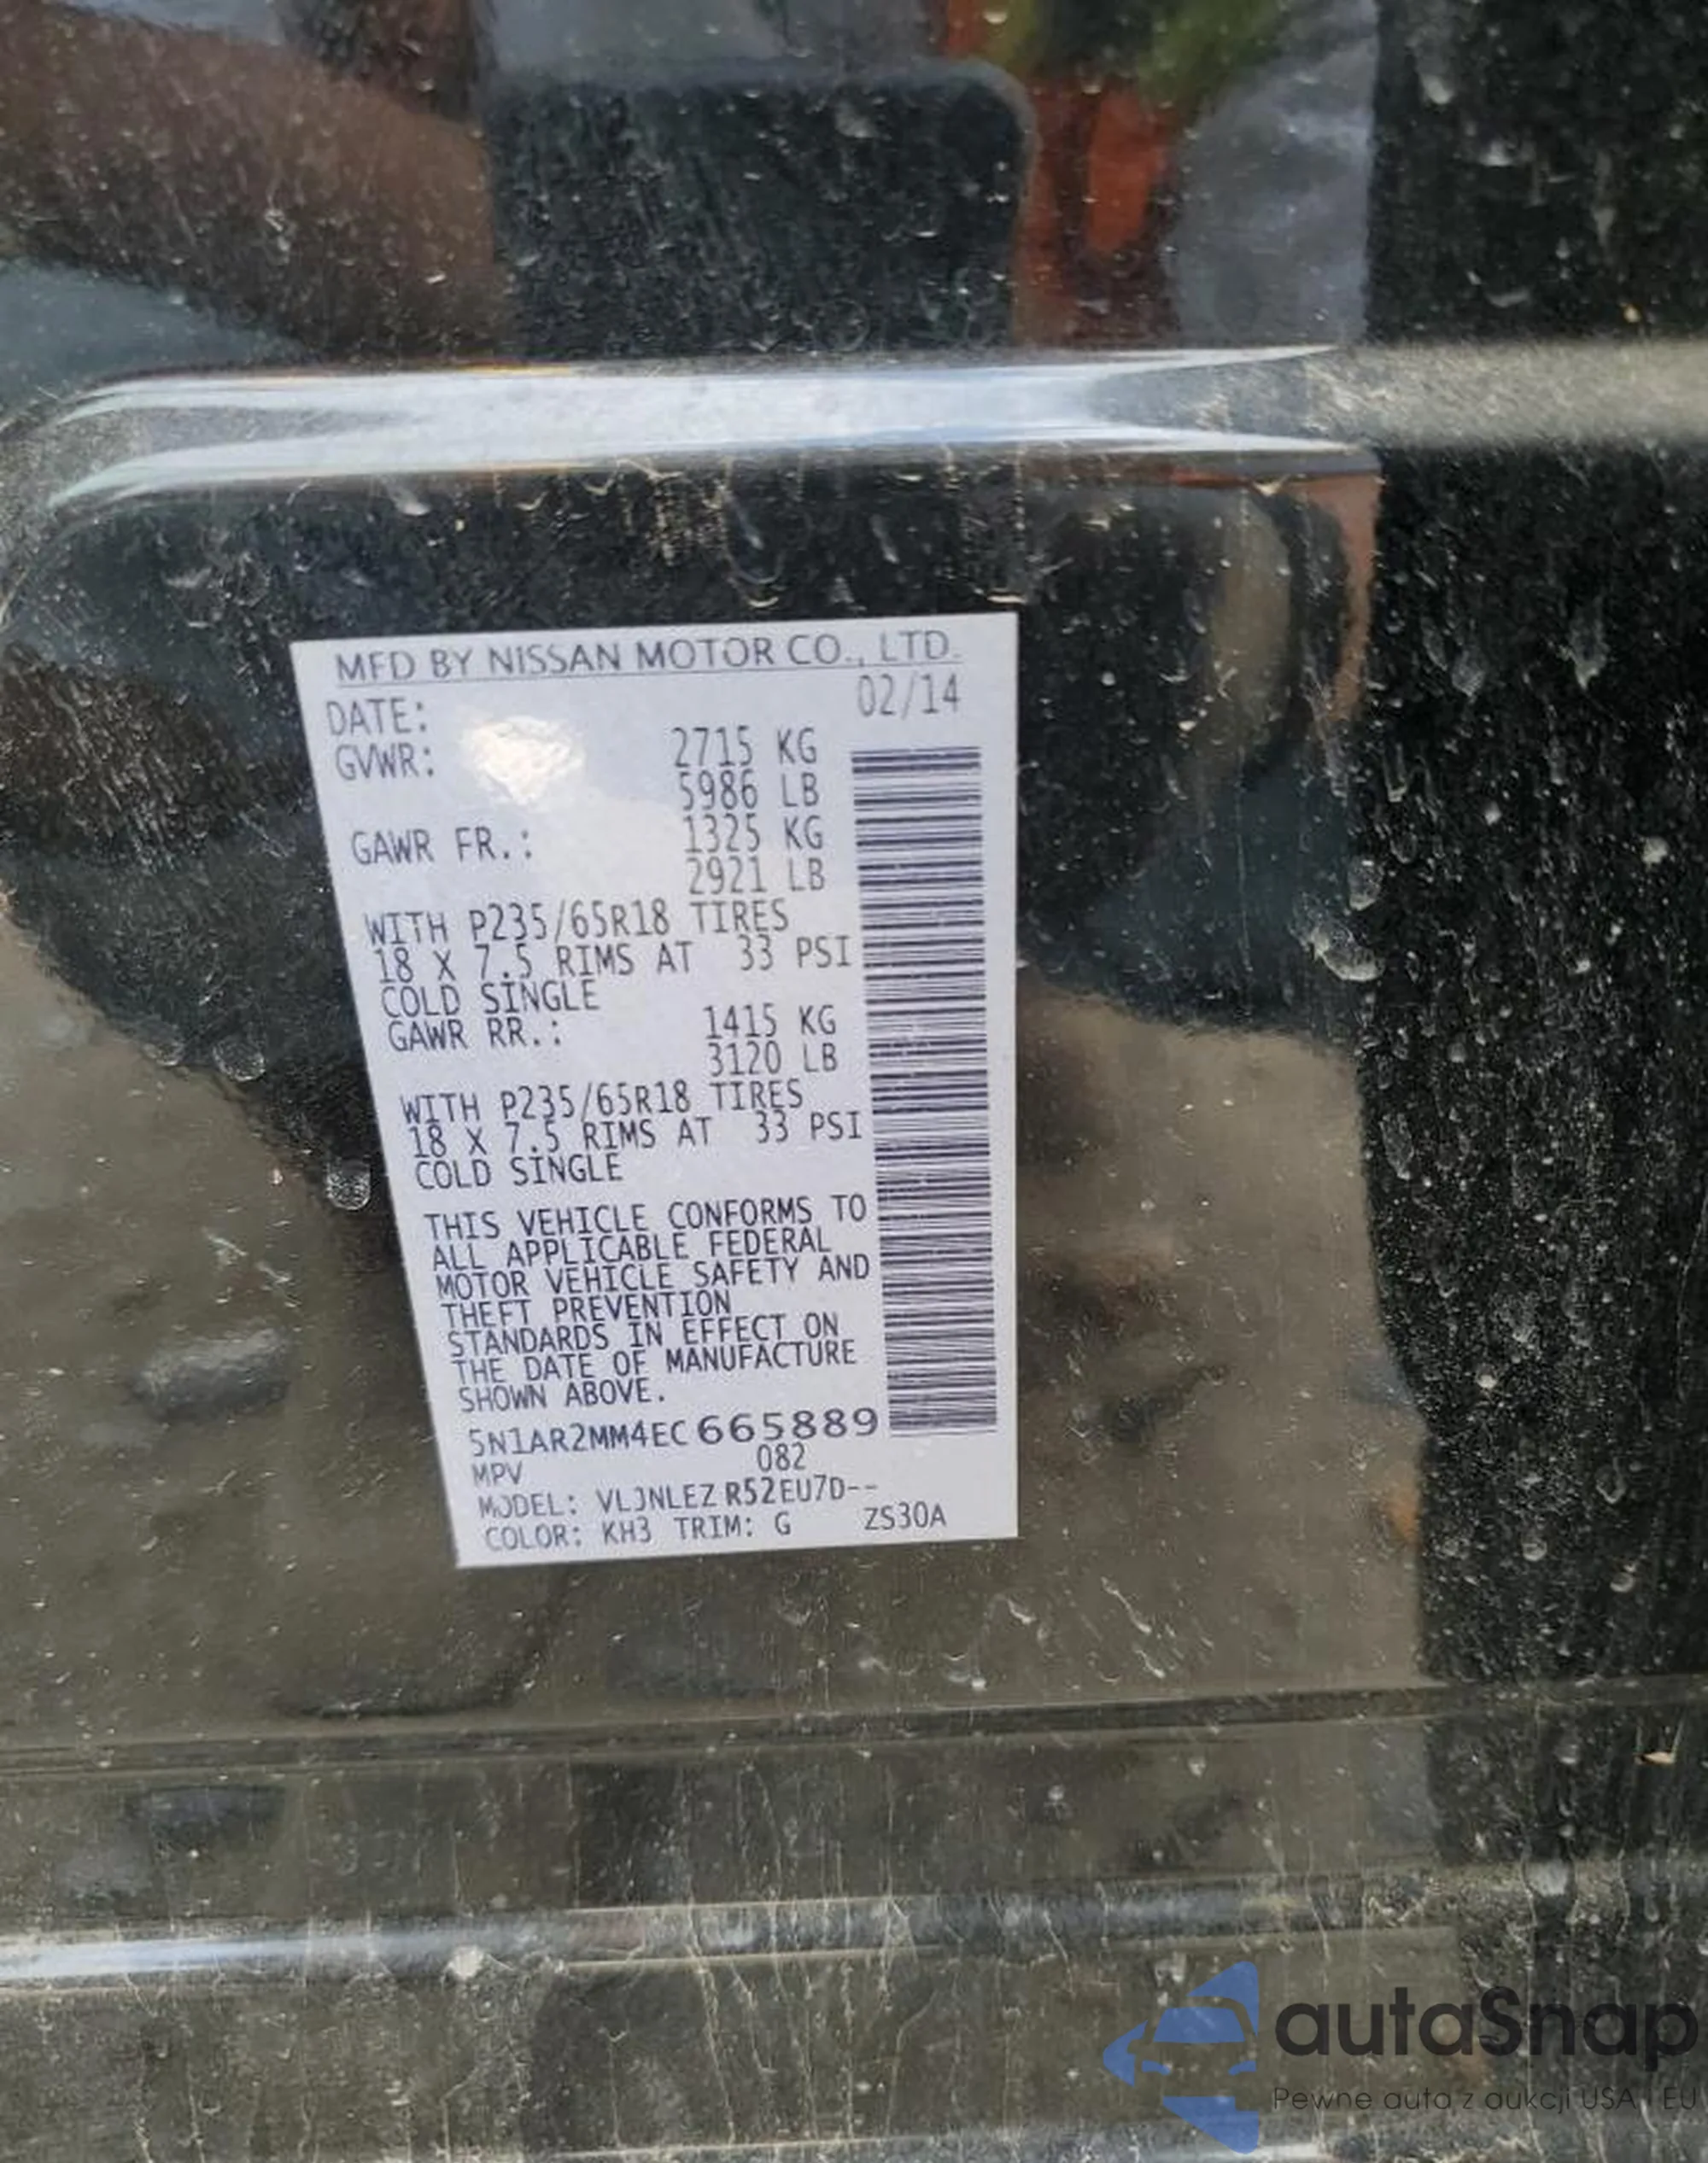 MFD BY NISSAN MOTOR CO., LTD.
DATE: 02/14
GVWR: 2715 KG
5986 LB
GAWR FR.: 1325 KG
2921 LB
WITH P235/65R18 TIRES
18 X 7.5 RIMS AT 33 PSI
COLD SINGLE
GAWR RR.: 1415 KG
3120 LB
WITH P235/65R18 TIRES
18 X 7.5 RIMS AT 33 PSI
COLD SINGLE
THIS VEHICLE CONFORMS TO
ALL APPLICABLE FEDERAL
MOTOR VEHICLE SAFETY AND
THEFT PREVENTION
STANDARDS IN EFFECT ON
THE DATE OF MANUFACTURE
SHOWN ABOVE.
5N1AR2MM4EC665889
MPV 082
MODEL: VLJNLEZ R52EU7D--
COLOR: KH3 TRIM: G ZS30A
autaSnap
Pewne auta z aukcji USA i EU